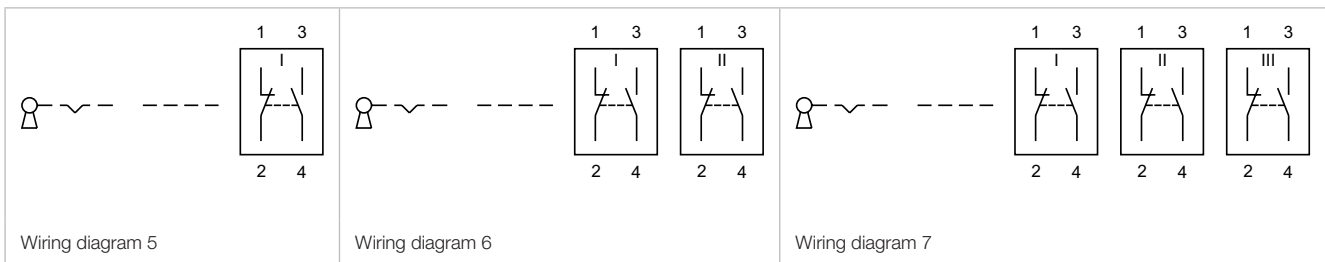 1 3
I
2 4
Wiring diagram 5
1 3 1 3
I II
2 4 2 4
Wiring diagram 6
1 3 1 3 1 3
I II III
2 4 2 4 2 4
Wiring diagram 7